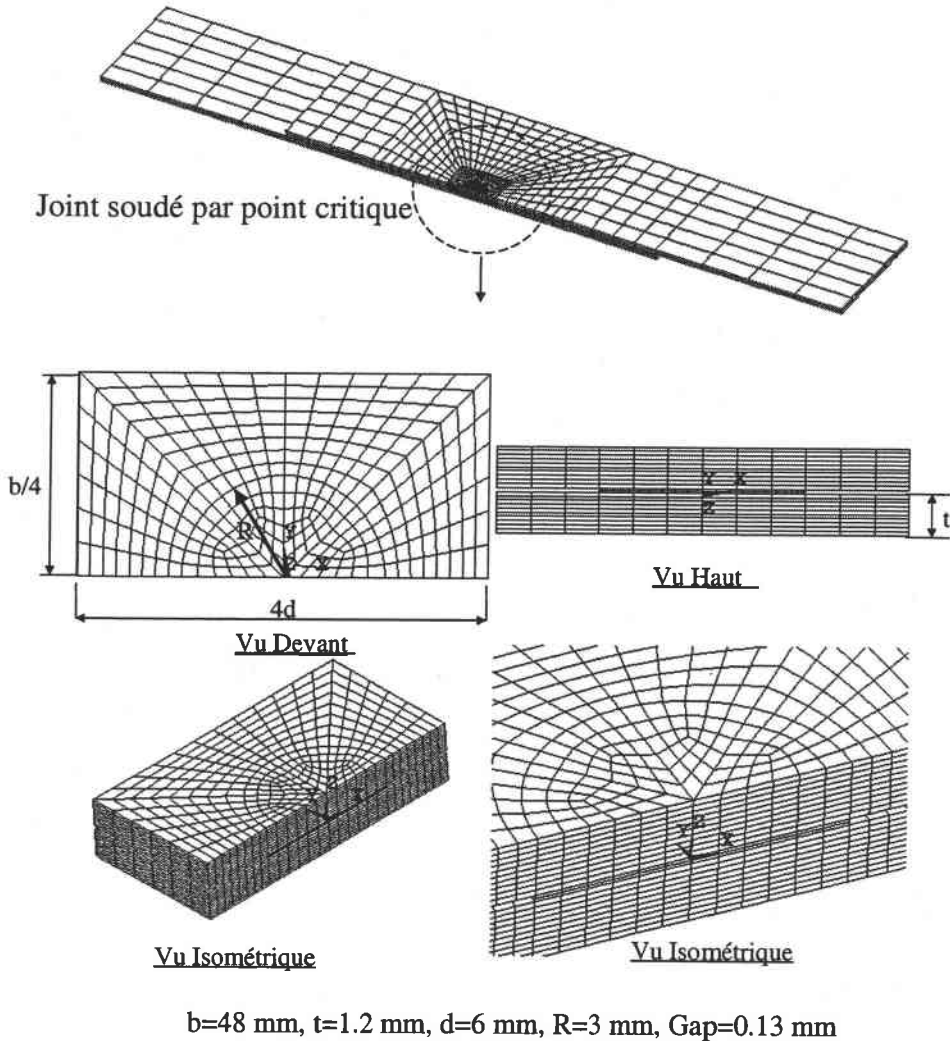 Joint soudé par point critique
b/4
R
Y
Z
X
4d
Vu Devant
Y X
Z
t
Vu Haut
Y Z
X
Vu Isométrique
Y Z
X
Vu Isométrique
b=48 mm, t=1.2 mm, d=6 mm, R=3 mm, Gap=0.13 mm